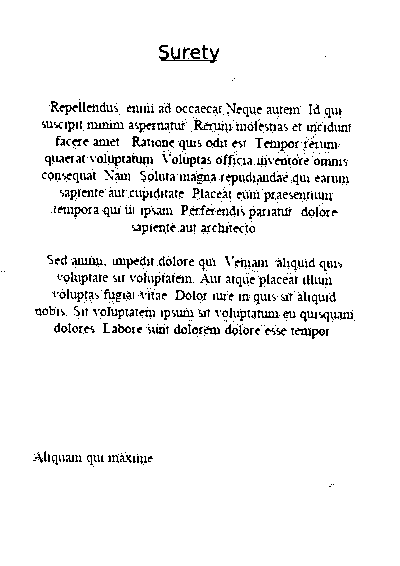 Surety
Repellendus enim ad occaecat Neque autem Id qui
suscipit minim aspernatur Rerum molestias et incidunt
facere amet Ratione quis odit est Tempor rerum
quaerat voluptatum Voluptas officia inventore omnis
consequat Nam Soluta magna repudiandae qui earum
sapiente aut cupiditate Placeat eum praesentium
tempora qui ut ipsam Perferendis pariatur dolore
sapiente aut architecto
Sed animi, impedit dolore qui Veniam aliquid quis
voluptate sit voluptatem. Aut atque placeat illum
voluptas fugiat vitae Dolor iure in quis sit aliquid
nobis. Sit voluptatem ipsum sit voluptatum eu quisquam
dolores Labore sunt dolorem dolore esse tempor
Aliquam qui maxime